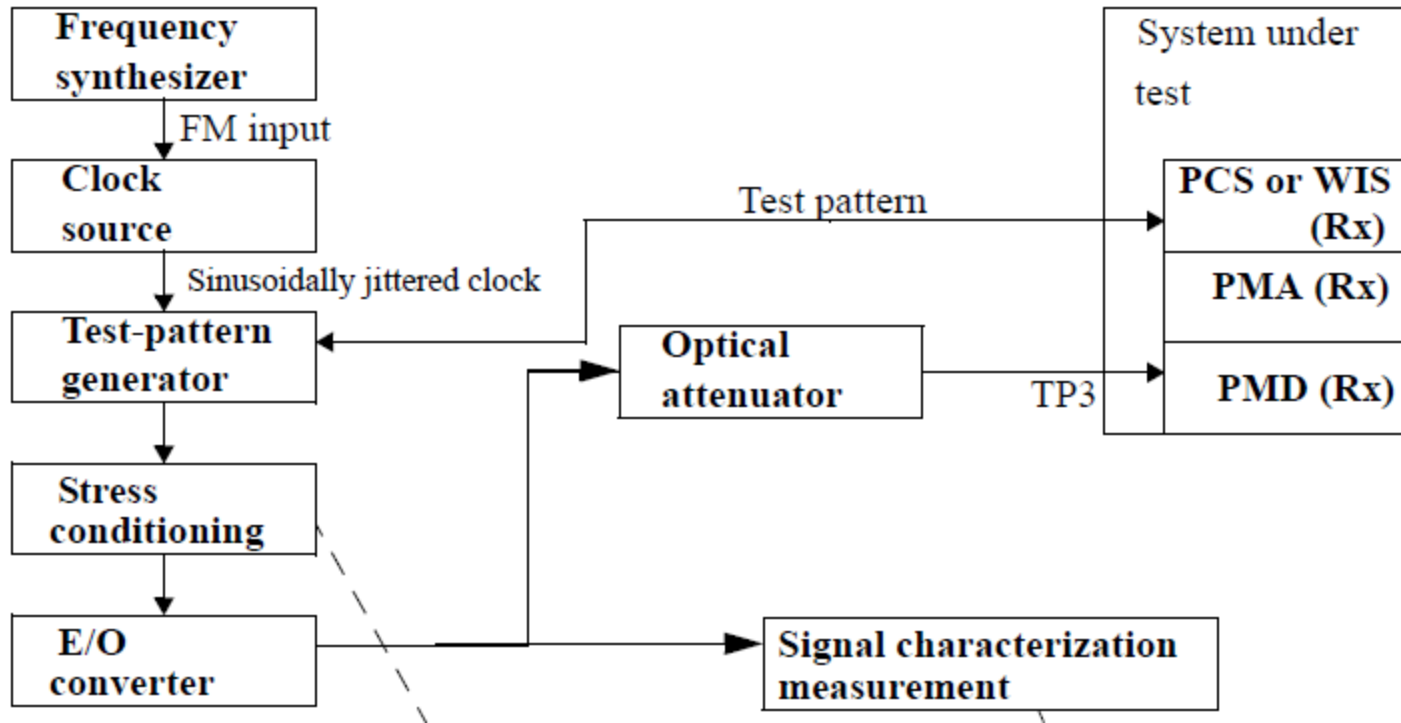 Frequency
synthesizer
FM input
Clock
source
Sinusoidally jittered clock
Test-pattern
generator
Stress
conditioning
E/O
converter
Test pattern
Optical
attenuator
TP3
System under
test
PCS or WIS
(Rx)
PMA (Rx)
PMD (Rx)
Signal characterization
measurement